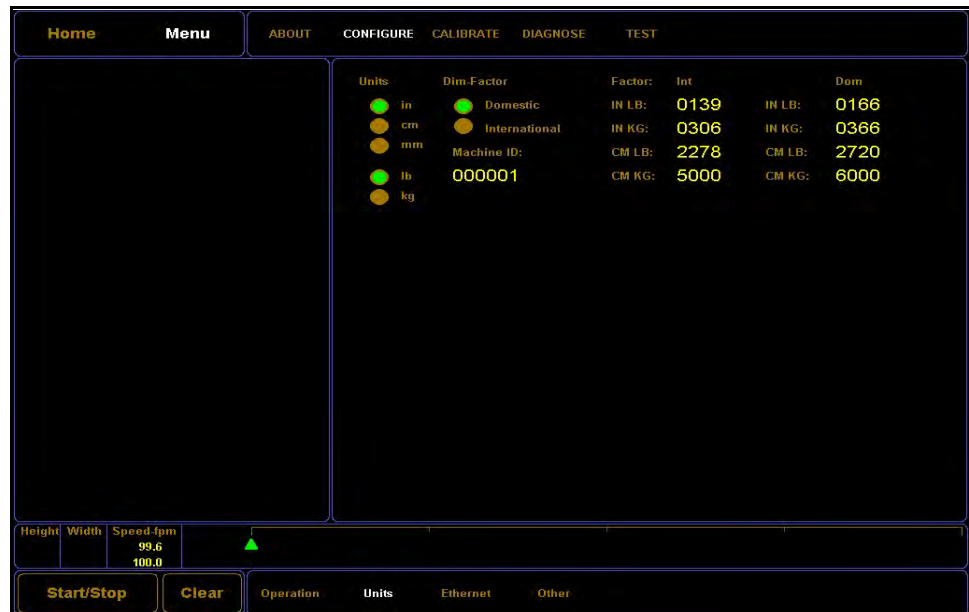 Home Menu ABOUT CONFIGURE CALIBRATE DIAGNOSE TEST
Units Dim-Factor Factor: Int Dom
in Domestic IN LB: 0139 IN LB: 0166
cm International IN KG: 0306 IN KG: 0366
mm Machine ID: CM LB: 2278 CM LB: 2720
lb 000001 CM KG: 5000 CM KG: 6000
kg
Height Width Speed-fpm
99.6
100.0
Start/Stop Clear Operation Units Ethernet Other